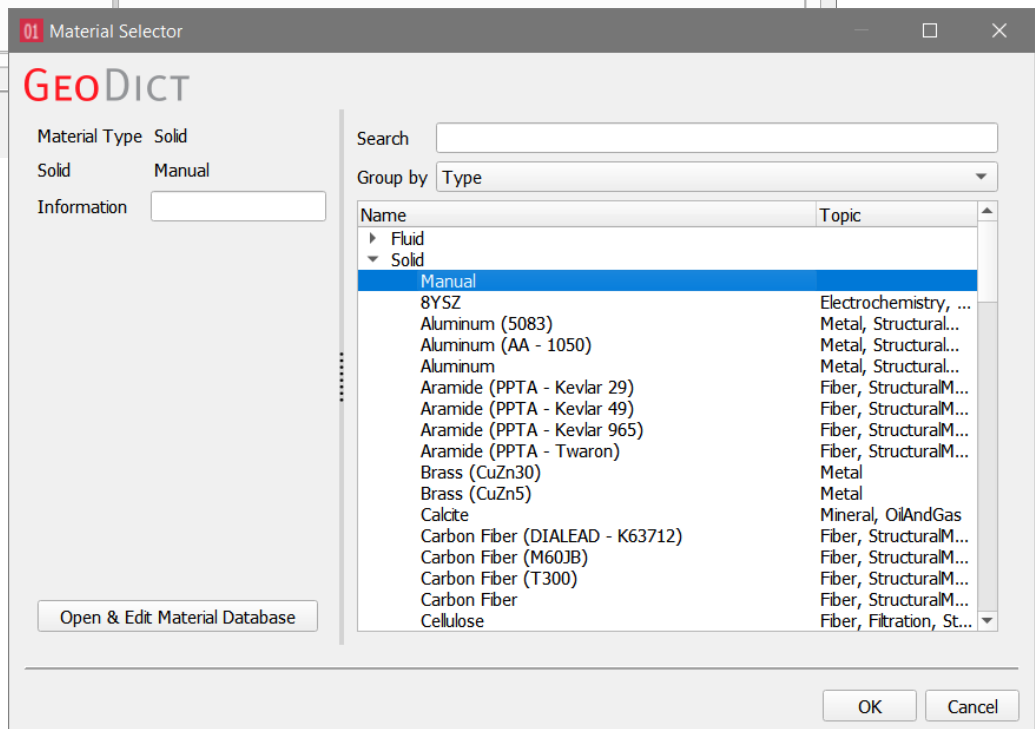 01 Material Selector
GEODICT
Material Type Solid
Solid Manual
Information
Open & Edit Material Database
Search
Group by Type
Name Topic
Fluid
Solid
Manual
8YSZ Electrochemistry, ...
Aluminum (5083) Metal, Structural...
Aluminum (AA - 1050) Metal, Structural...
Aluminum Metal, Structural...
Aramide (PPTA - Kevlar 29) Fiber, StructuralM...
Aramide (PPTA - Kevlar 49) Fiber, StructuralM...
Aramide (PPTA - Kevlar 965) Fiber, StructuralM...
Aramide (PPTA - Twaron) Fiber, StructuralM...
Brass (CuZn30) Metal
Brass (CuZn5) Metal
Calcite Mineral, OilAndGas
Carbon Fiber (DIALEAD - K63712) Fiber, StructuralM...
Carbon Fiber (M60JB) Fiber, StructuralM...
Carbon Fiber (T300) Fiber, StructuralM...
Carbon Fiber Fiber, StructuralM...
Cellulose Fiber, Filtration, St...
OK Cancel